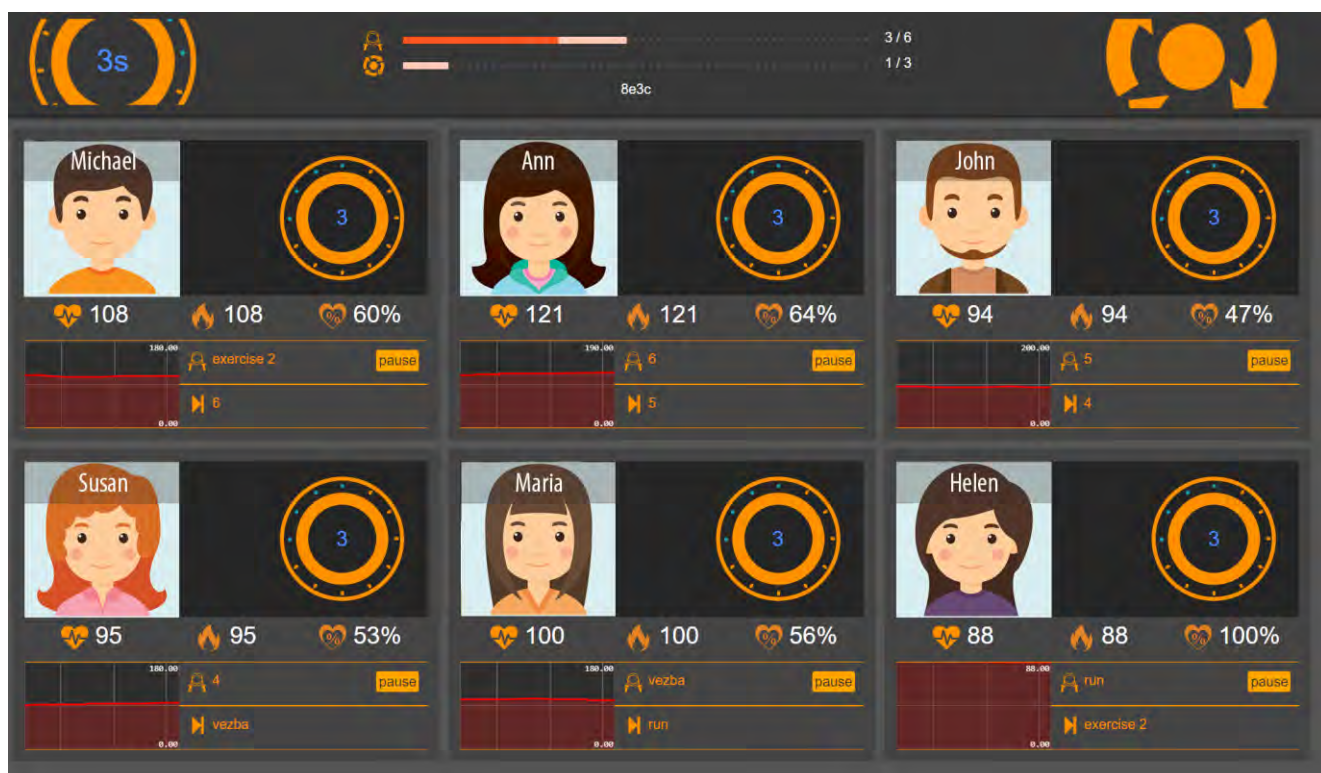 3s
3 / 6
1 / 3
8e3c
Michael
3
108 108 60%
180.00
exercise 2 pause
6
0.00
Ann
3
121 121 64%
190.00
6 pause
5
0.00
John
3
94 94 47%
200.00
5 pause
4
0.00
Susan
3
95 95 53%
180.00
4 pause
vezba
0.00
Maria
3
100 100 56%
180.00
vezba pause
run
0.00
Helen
3
88 88 100%
88.00
run pause
exercise 2
0.00